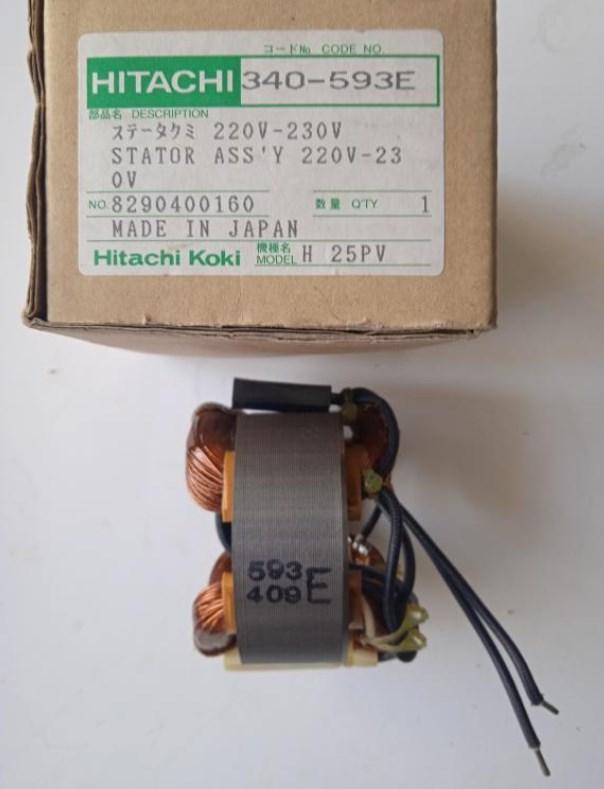 コードNo. CODE NO.
HITACHI 340-593E
部品名 DESCRIPTION
ステータクミ 220V-230V
STATOR ASS'Y 220V-23
0V
NO. 8290400160 数量 Q'TY 1
MADE IN JAPAN
Hitachi Koki 機種名 MODEL H 25PV
593
409 E